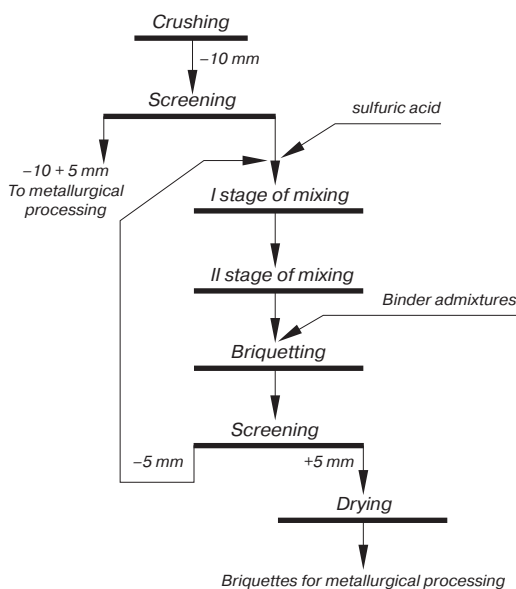 Crushing
–10 mm
Screening
sulfuric acid
–10 + 5 mm
To metallurgical
processing
I stage of mixing
II stage of mixing
Binder admixtures
Briquetting
Screening
–5 mm
+5 mm
Drying
Briquettes for metallurgical processing